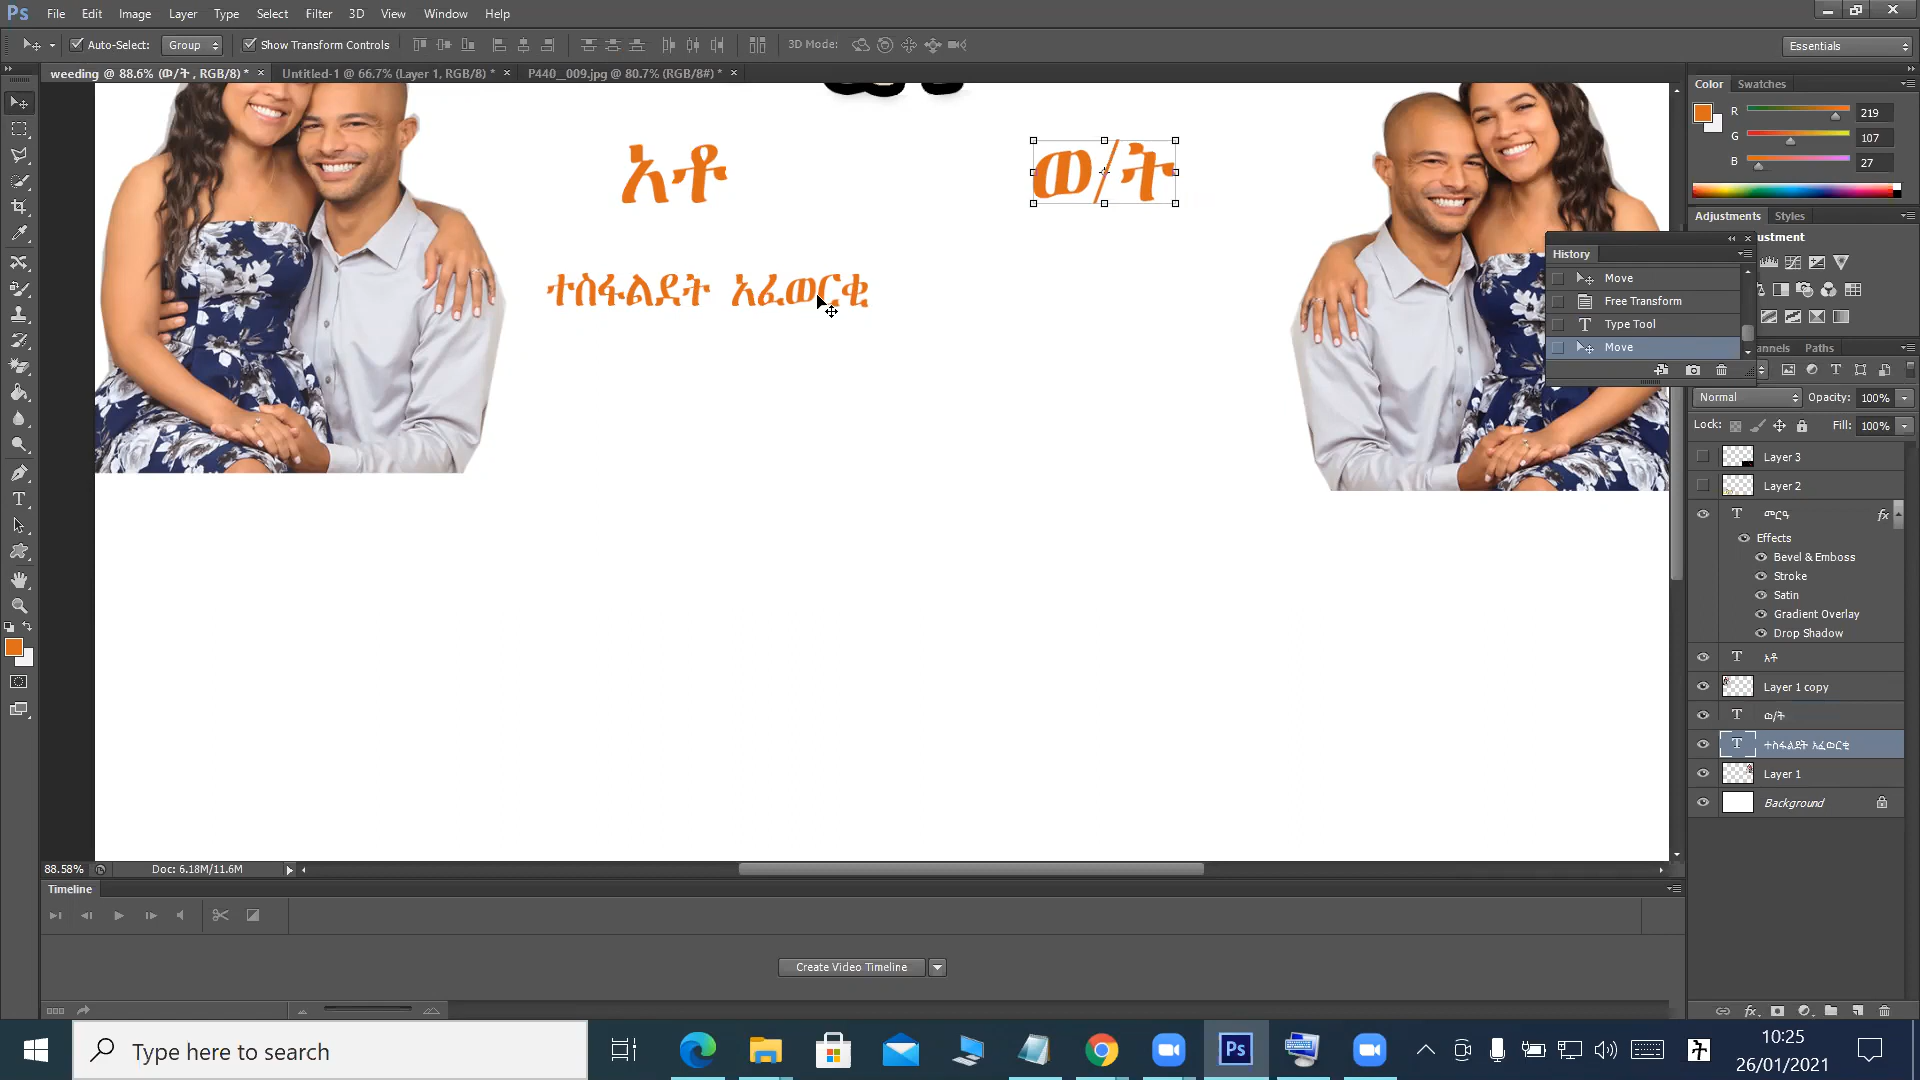 Ps File Edit Image Layer Type Select Filter 3D View Window Help
Auto-Select: Group Show Transform Controls 3D Mode: Essentials
weeding @ 88.6% (ወ/ት , RGB/8) * Untitled-1 @ 66.7% (Layer 1, RGB/8) * P440__009.jpg @ 80.7% (RGB/8#) *
Color Swatches
R 219
G 107
B 27
አቶ ወ/ት
Adjustments Styles
History
Move
ተስፋልደት አፈወርቂ
Free Transform
Type Tool
Move
Paths
Normal Opacity: 100%
Lock: Fill: 100%
Layer 3
Layer 2
መርዓ fx
Effects
Bevel & Emboss
Stroke
Satin
Gradient Overlay
Drop Shadow
አቶ
Layer 1 copy
ወ/ት
ተስፋልደት አፈወርቂ
Layer 1
Background
88.58% Doc: 6.18M/11.6M
Timeline
Create Video Timeline
Type here to search
Ps
ት
10:25
26/01/2021